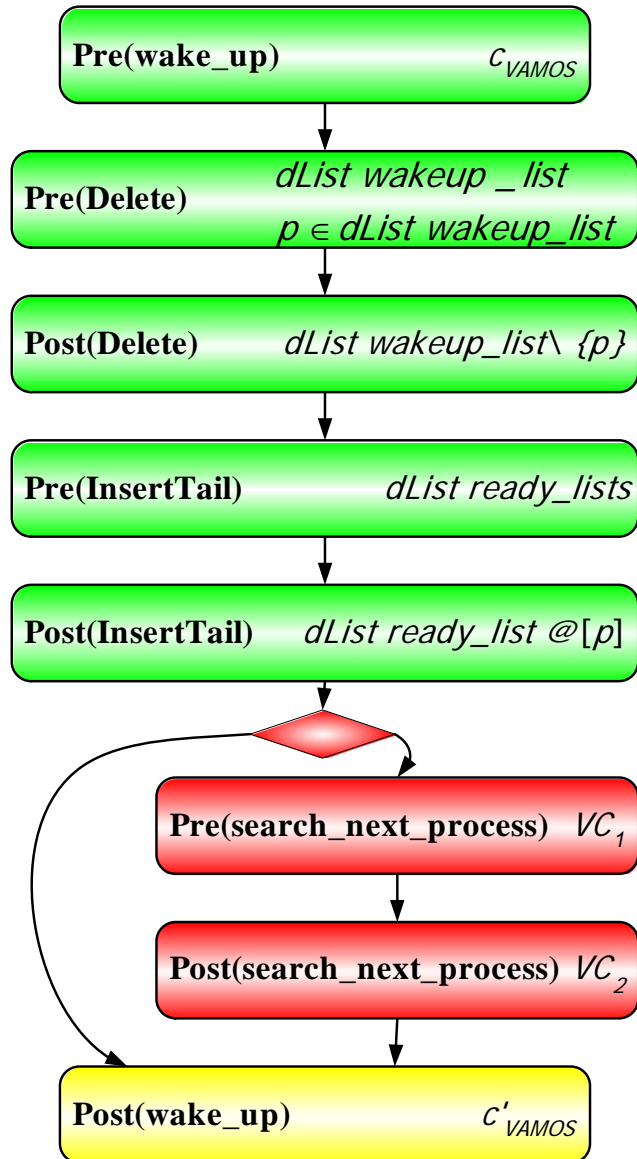 Pre(wake_up) c_VAMOS
Pre(Delete) dList wakeup _ list
p ∈ dList wakeup_list
Post(Delete) dList wakeup_list\ {p}
Pre(InsertTail) dList ready_lists
Post(InsertTail) dList ready_list @[p]
Pre(search_next_process) VC_1
Post(search_next_process) VC_2
Post(wake_up) c'_VAMOS